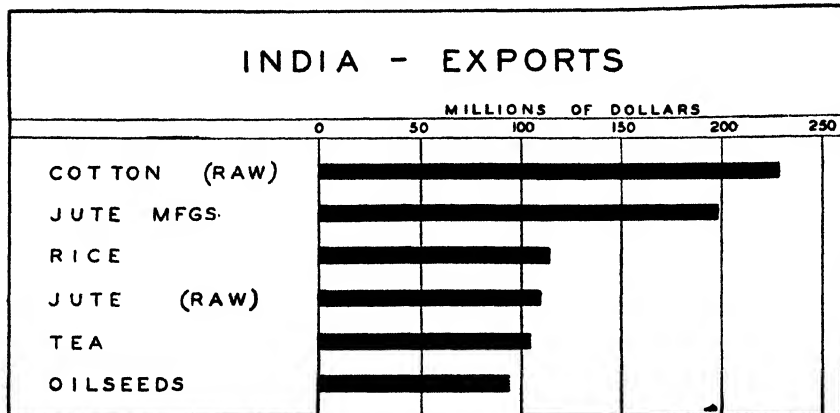 INDIA - EXPORTS
MILLIONS OF DOLLARS
0 50 100 150 200 250
COTTON (RAW)
JUTE MFGS.
RICE
JUTE (RAW)
TEA
OILSEEDS